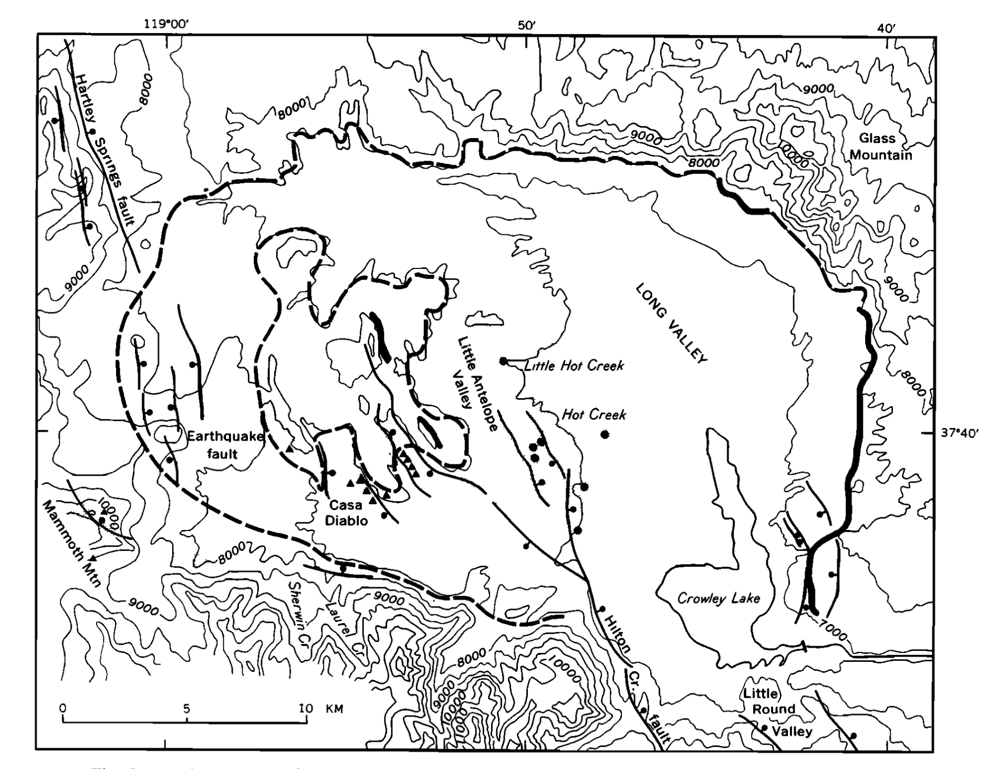 119°00′
50′
40′
Hartley Springs fault
8000
8000
9000
9000
Glass
Mountain
0000
8000
9000
9000
LONG VALLEY
Little Antelope
Valley
Little Hot Creek
8000
Hot Creek
37°40′
Earthquake
fault
Casa
Diablo
10000
Mammoth Mtn
8000
9000
Sherwin Cr
Laurel Cr
9000
Crowley Lake
7000
Hilton Cr. fault
8000
10000
9000
10000
1000
Little
Round
Valley
0 5 10 KM